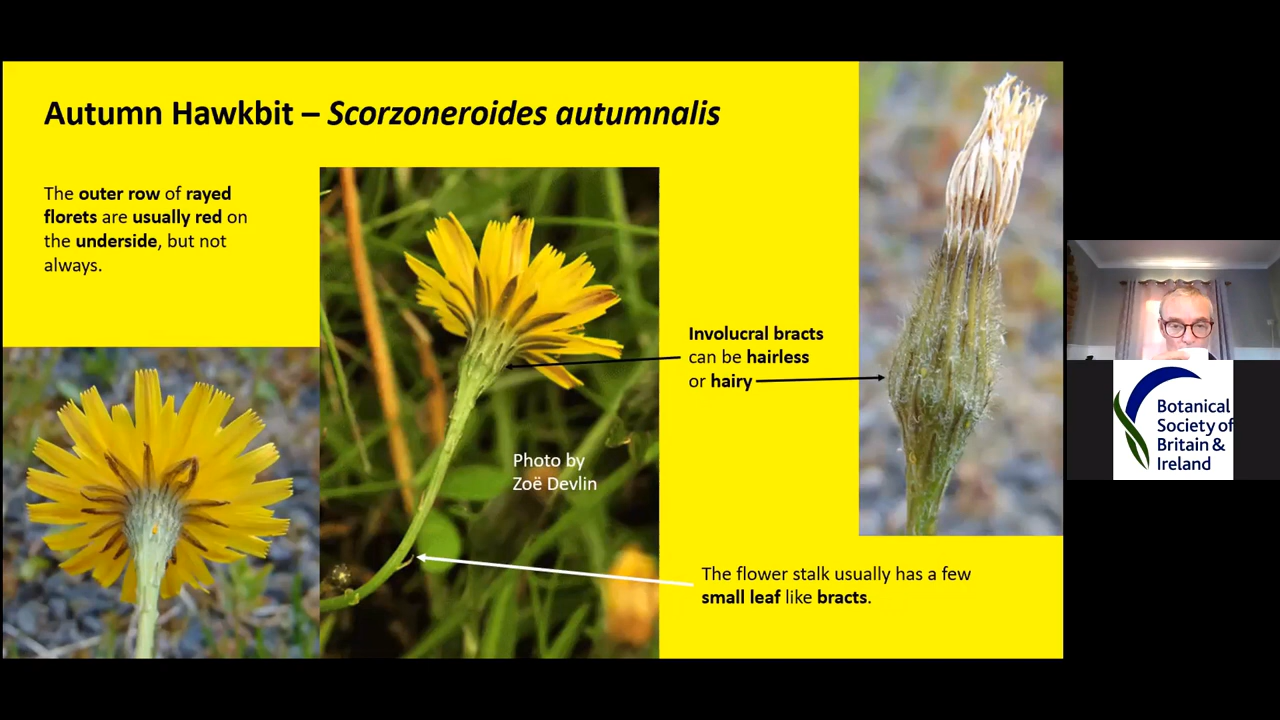 Autumn Hawkbit – Scorzoneroides autumnalis
The outer row of rayed
florets are usually red on
the underside, but not
always.
Involucral bracts
can be hairless
or hairy
Photo by
Zoë Devlin
The flower stalk usually has a few
small leaf like bracts.
Botanical
Society of
Britain &
Ireland